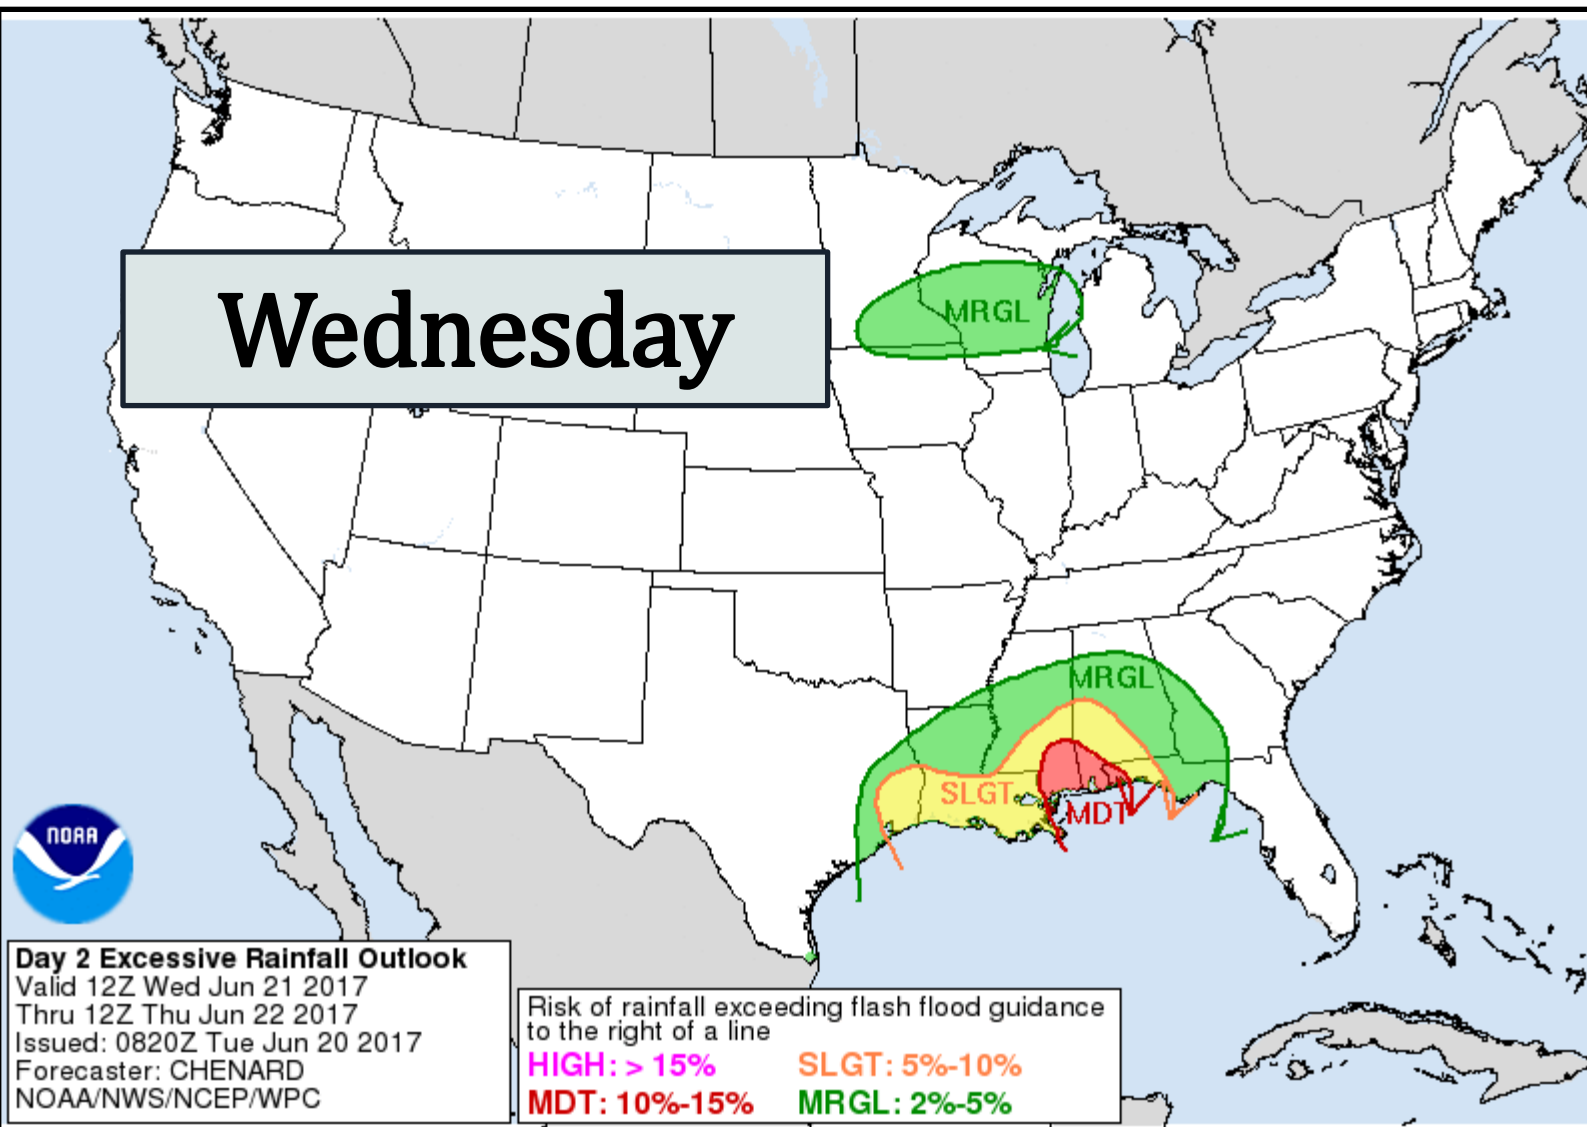 MRGL
Wednesday
MRGL
SLGT
MDT
NOAA
Day 2 Excessive Rainfall Outlook
Valid 12Z Wed Jun 21 2017
Thru 12Z Thu Jun 22 2017
Issued: 0820Z Tue Jun 20 2017
Forecaster: CHENARD
NOAA/NWS/NCEP/WPC
Risk of rainfall exceeding flash flood guidance
to the right of a line
HIGH: > 15% SLGT: 5%-10%
MDT: 10%-15% MRGL: 2%-5%